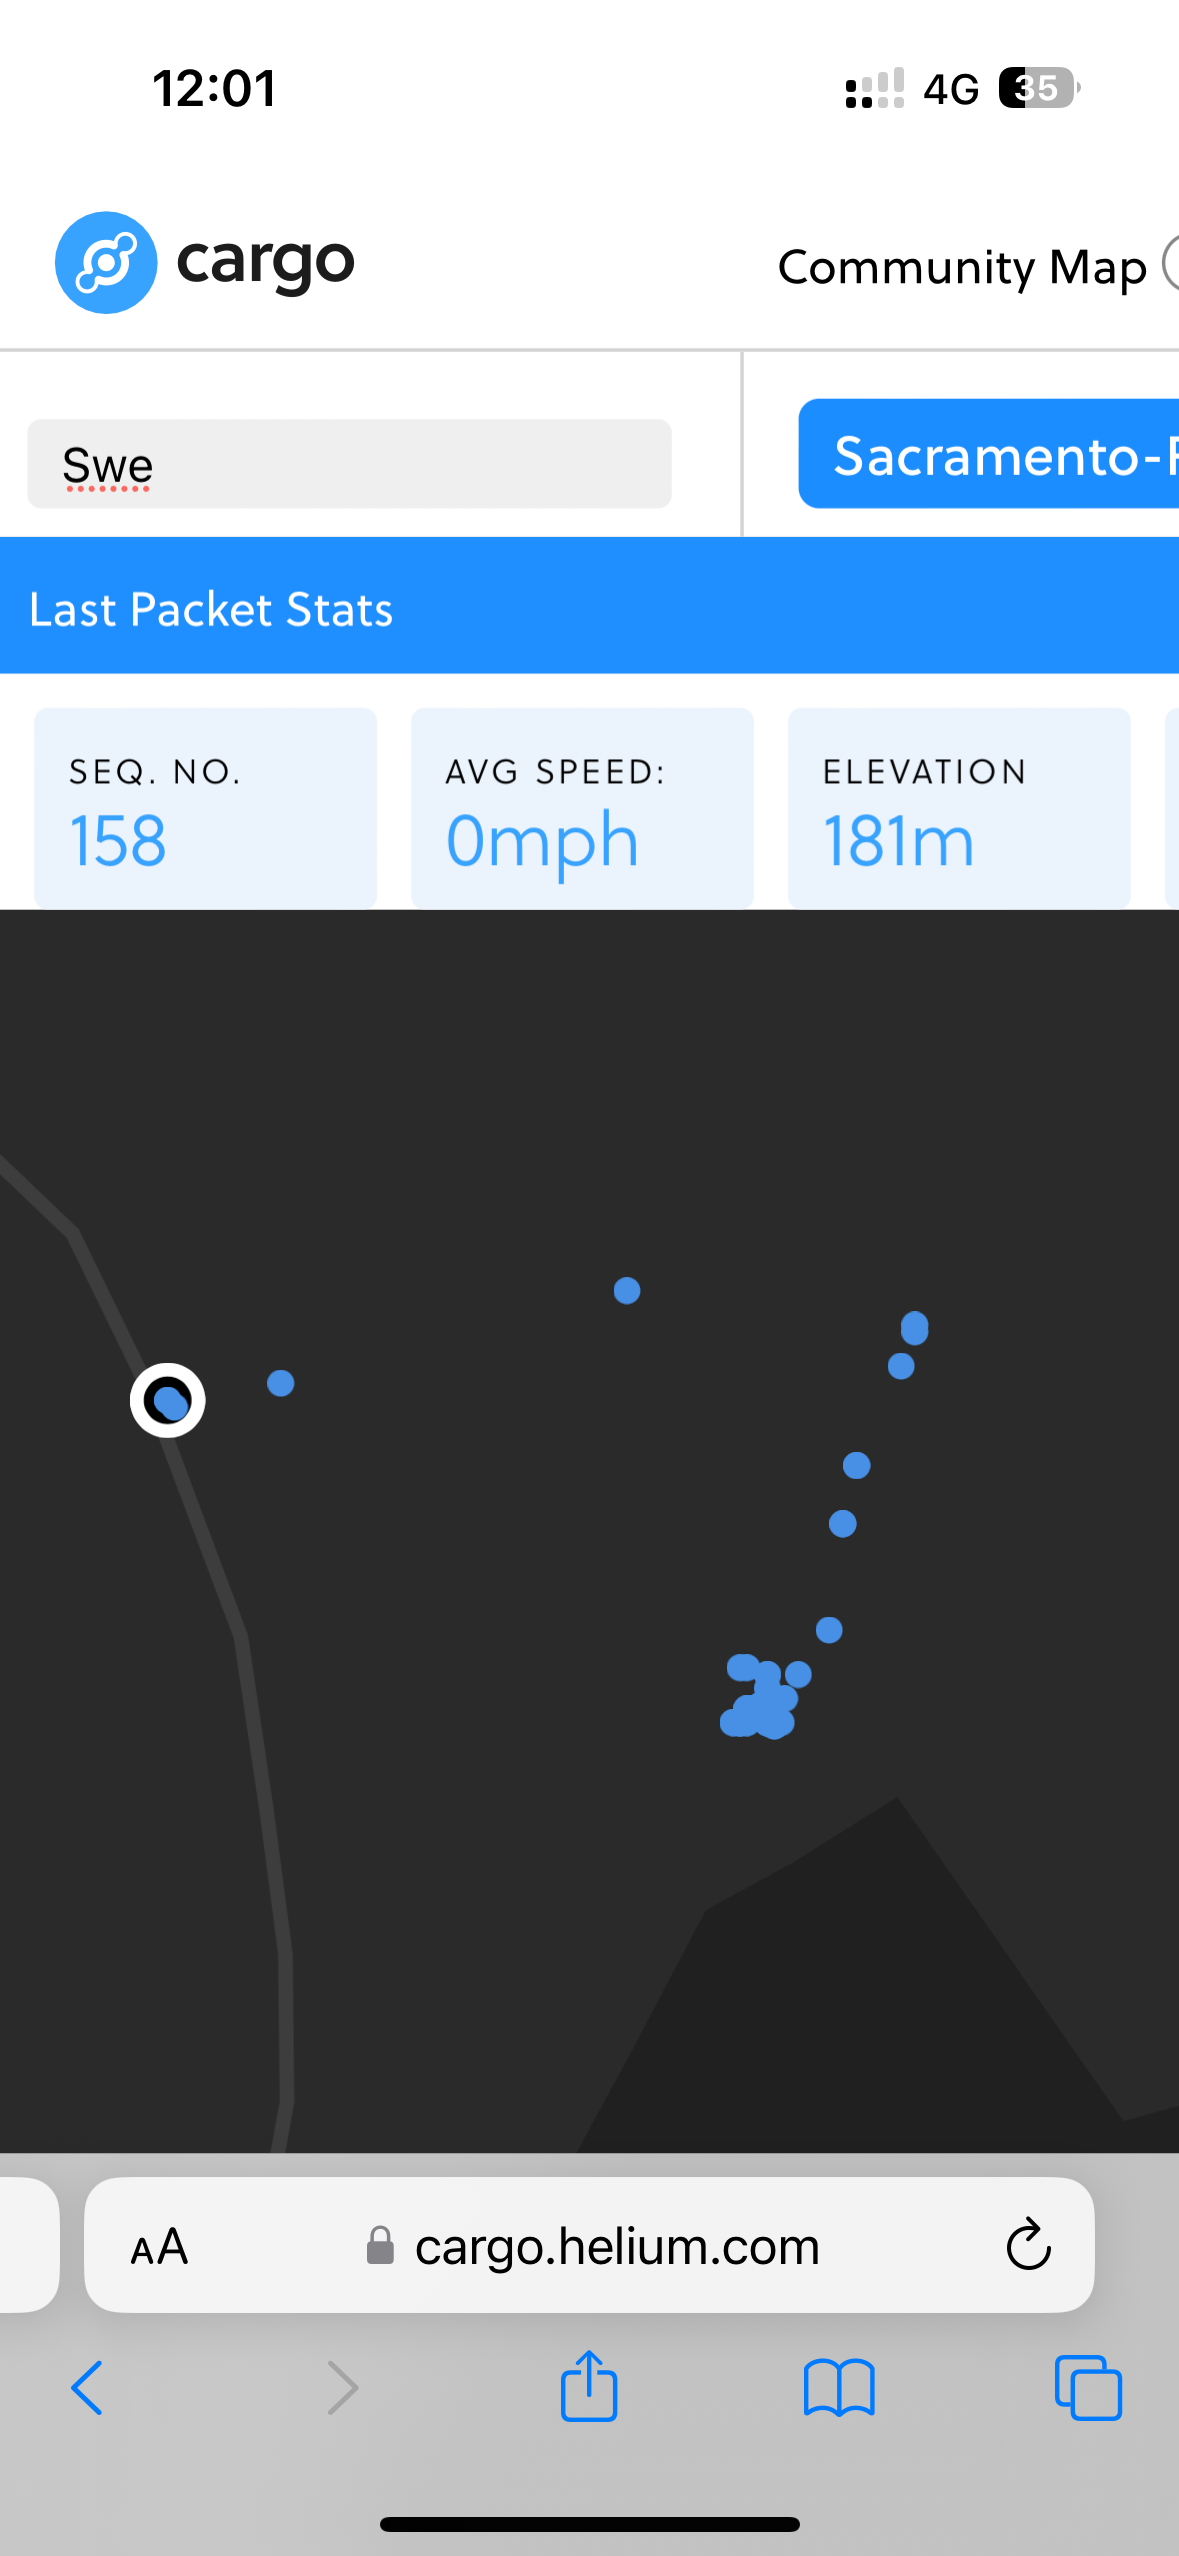 12:01 4G 35
cargo Community Map
Swe Sacramento-
Last Packet Stats
SEQ. NO. AVG SPEED: ELEVATION
158 0mph 181m
AA cargo.helium.com